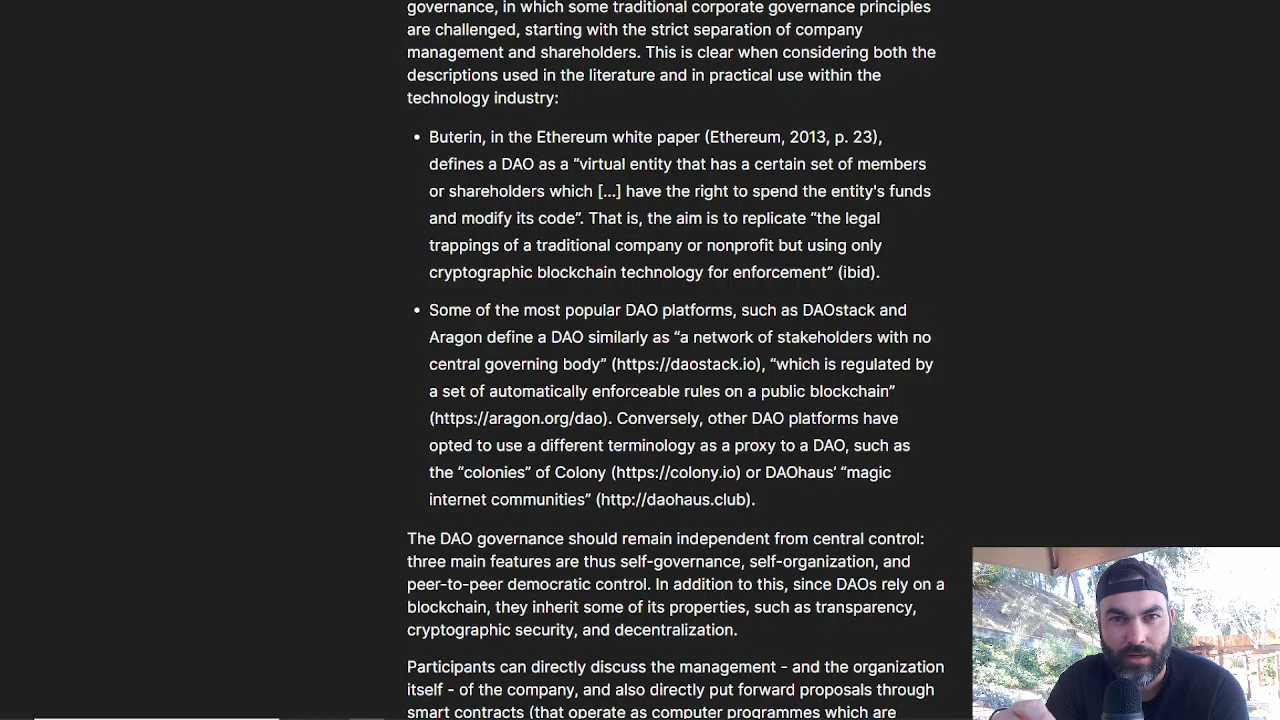 governance, in which some traditional corporate governance principles
are challenged, starting with the strict separation of company
management and shareholders. This is clear when considering both the
descriptions used in the literature and in practical use within the
technology industry:
• Buterin, in the Ethereum white paper (Ethereum, 2013, p. 23),
defines a DAO as a “virtual entity that has a certain set of members
or shareholders which [...] have the right to spend the entity's funds
and modify its code”. That is, the aim is to replicate “the legal
trappings of a traditional company or nonprofit but using only
cryptographic blockchain technology for enforcement” (ibid).
• Some of the most popular DAO platforms, such as DAOstack and
Aragon define a DAO similarly as “a network of stakeholders with no
central governing body” (https://daostack.io), “which is regulated by
a set of automatically enforceable rules on a public blockchain”
(https://aragon.org/dao). Conversely, other DAO platforms have
opted to use a different terminology as a proxy to a DAO, such as
the “colonies” of Colony (https://colony.io) or DAOhaus’ “magic
internet communities” (http://daohaus.club).
The DAO governance should remain independent from central control:
three main features are thus self-governance, self-organization, and
peer-to-peer democratic control. In addition to this, since DAOs rely on a
blockchain, they inherit some of its properties, such as transparency,
cryptographic security, and decentralization.
Participants can directly discuss the management - and the organization
itself - of the company, and also directly put forward proposals through
smart contracts (that operate as computer programmes which are